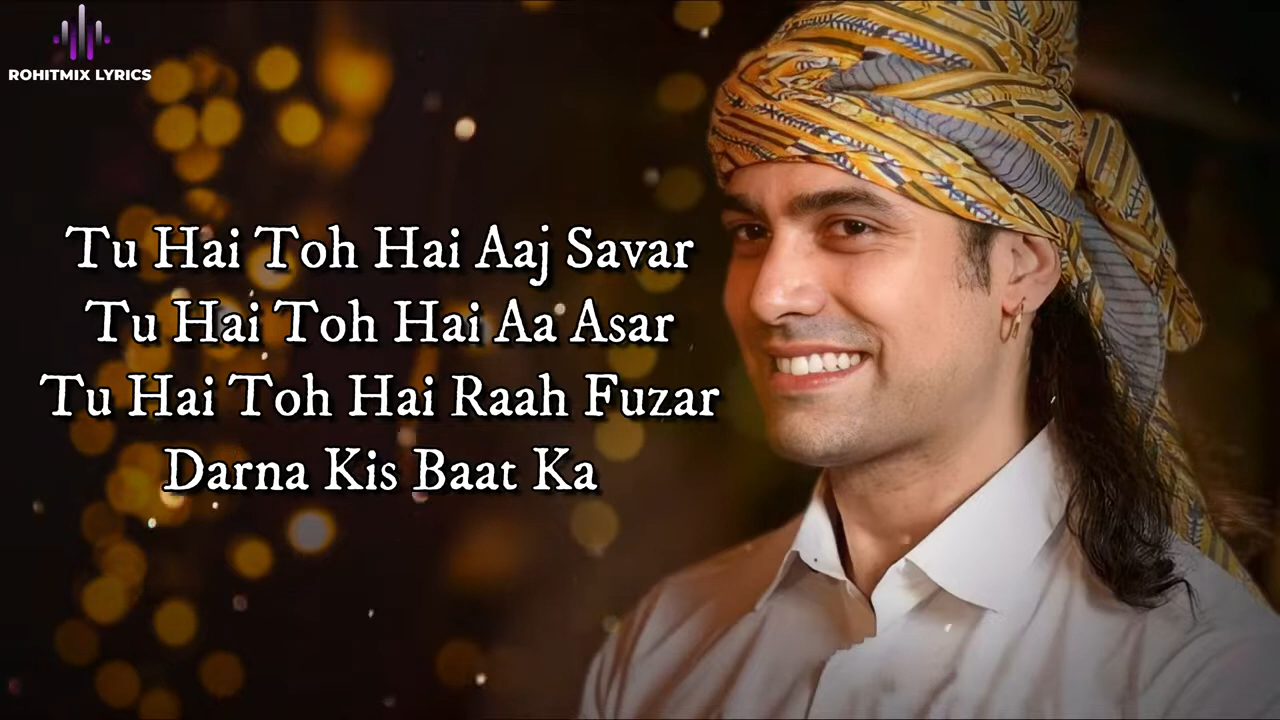 ROHITMIX LYRICS
Tu Hai Toh Hai Aaj Savar
Tu Hai Toh Hai Aa Asar
Tu Hai Toh Hai Raah Fuzar
Darna Kis Baat Ka